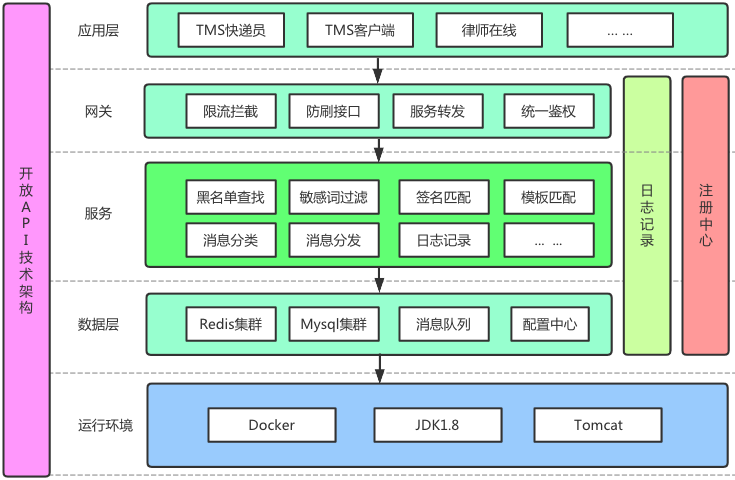 开放API技术架构
应用层
TMS快递员
TMS客户端
律师在线
... ...
网关
限流拦截
防刷接口
服务转发
统一鉴权
服务
黑名单查找
敏感词过滤
签名匹配
模板匹配
消息分类
消息分发
日志记录
... ...
数据层
Redis集群
Mysql集群
消息队列
配置中心
日志记录
注册中心
运行环境
Docker
JDK1.8
Tomcat